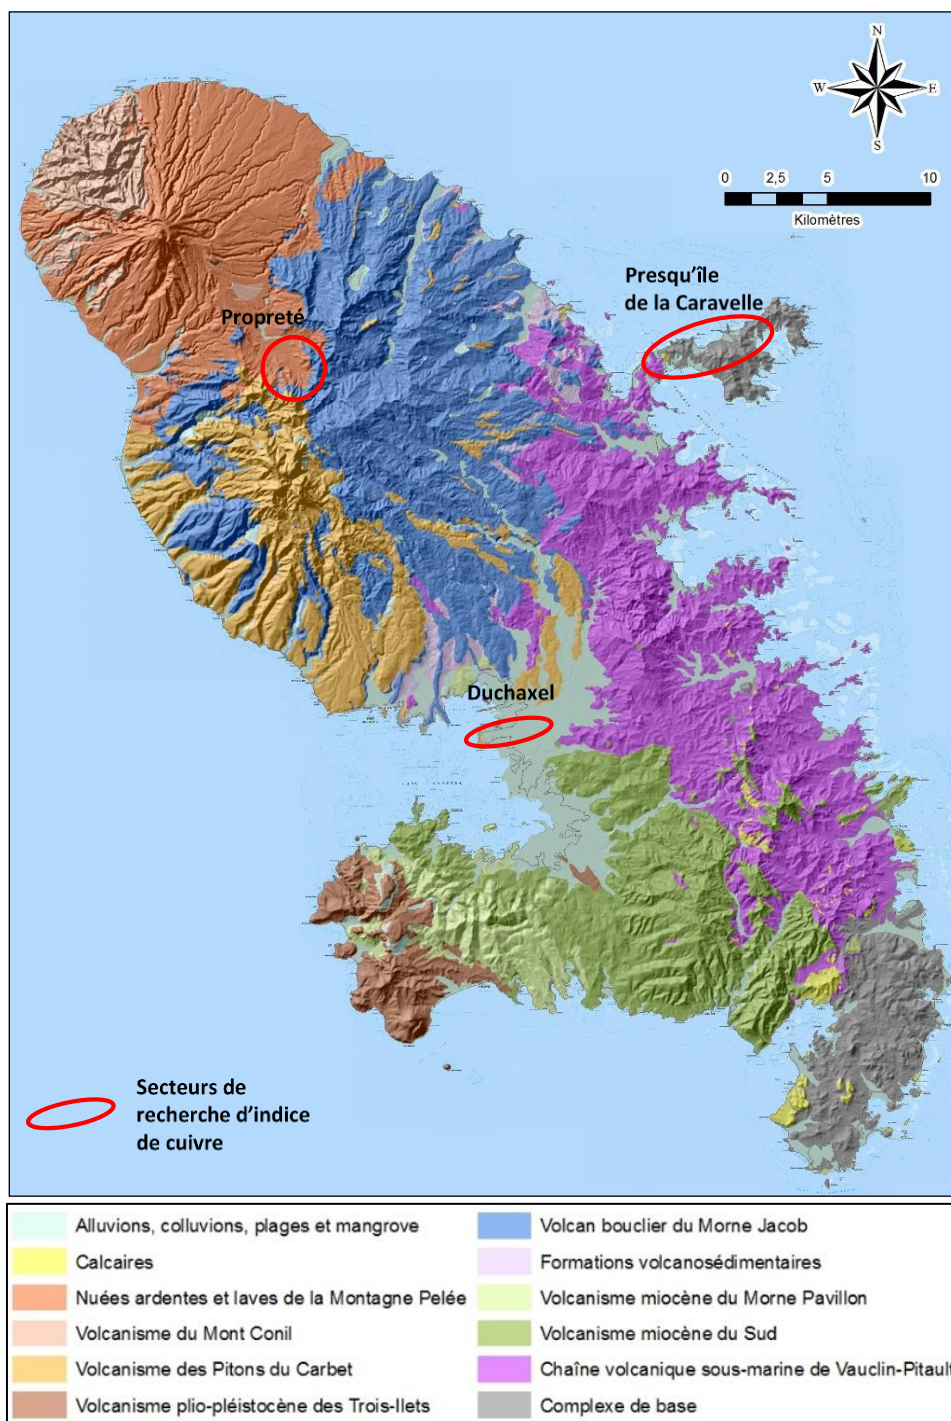 N
W
E
S
0
2,5
5
10
Kilomètres
Presqu'île
de la Caravelle
Propreté
Duchaxel
Secteurs de
recherche d'indice
de cuivre
Alluvions, colluvions, plages et mangrove
Calcaires
Nuées ardentes et laves de la Montagne Pelée
Volcanisme du Mont Conil
Volcanisme des Pitons du Carbet
Volcanisme plio-pléistocène des Trois-Ilets
Volcan bouclier du Morne Jacob
Formations volcanosédimentaires
Volcanisme miocène du Morne Pavillon
Volcanisme miocène du Sud
Chaîne volcanique sous-marine de Vauclin-Pitault
Complexe de base